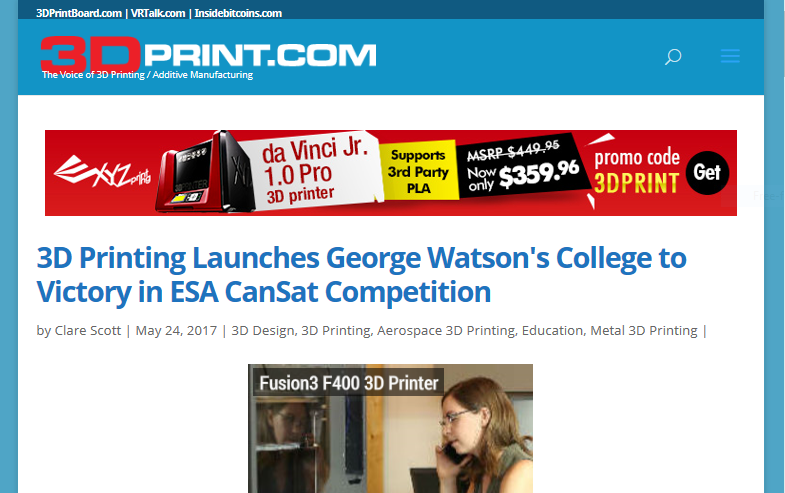 3DPrintBoard.com | VRTalk.com | Insidebitcoins.com
3DPRINT.COM
The Voice of 3D Printing / Additive Manufacturing
XYZprinting
da Vinci Jr.
1.0 Pro
3D printer
Supports
3rd Party
PLA
MSRP $449.95
Now
only $359.96
promo code
3DPRINT
Get
3D Printing Launches George Watson's College to
Victory in ESA CanSat Competition
by Clare Scott | May 24, 2017 | 3D Design, 3D Printing, Aerospace 3D Printing, Education, Metal 3D Printing |
Fusion3 F400 3D Printer